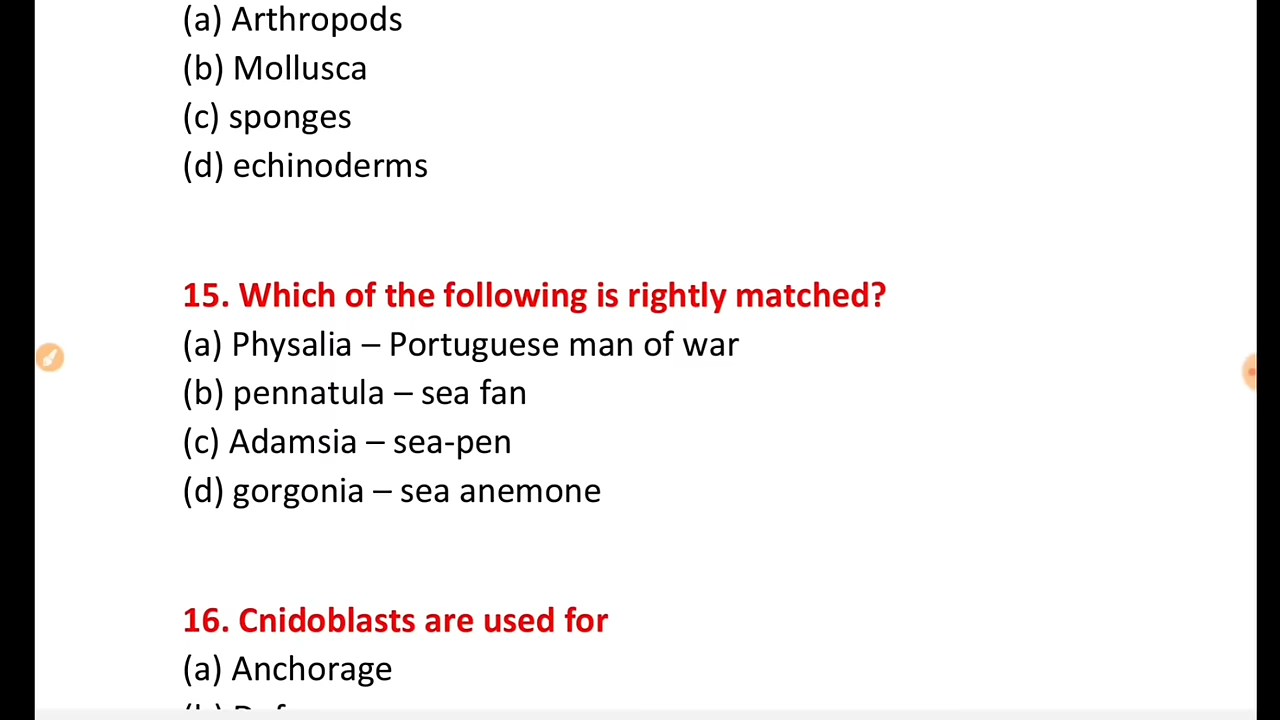 (a) Arthropods
(b) Mollusca
(c) sponges
(d) echinoderms
15. Which of the following is rightly matched?
(a) Physalia – Portuguese man of war
(b) pennatula – sea fan
(c) Adamsia – sea-pen
(d) gorgonia – sea anemone
16. Cnidoblasts are used for
(a) Anchorage